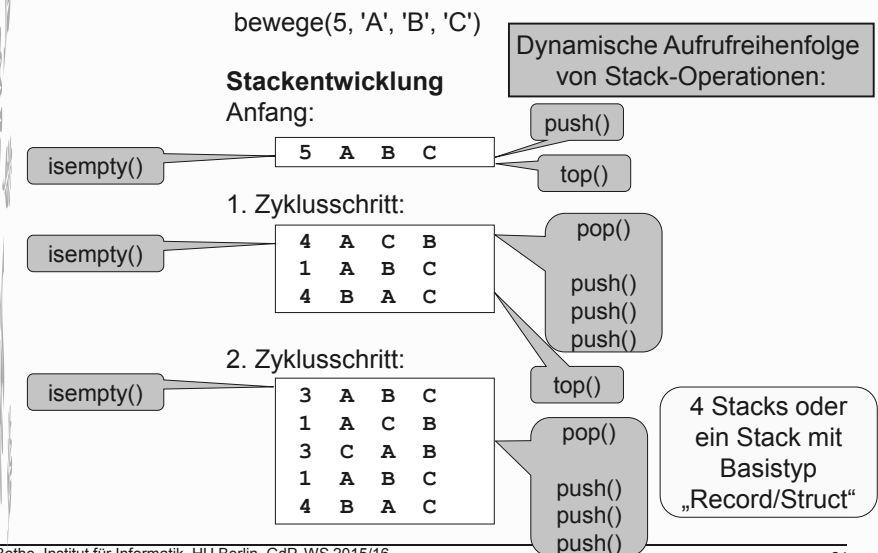 bewege(5, 'A', 'B', 'C')
Dynamische Aufrufreihenfolge
von Stack-Operationen:
Stackentwicklung
Anfang:
push()
isempty()
5 A B C
top()
1. Zyklusschritt:
isempty()
4 A C B
1 A B C
4 B A C
pop()
push()
push()
push()
top()
2. Zyklusschritt:
isempty()
3 A B C
1 A C B
3 C A B
1 A B C
4 B A C
pop()
push()
push()
push()
4 Stacks oder
ein Stack mit
Basistyp
„Record/Struct“
Institut für Informatik, HU Berlin, GdP, WS 2015/16